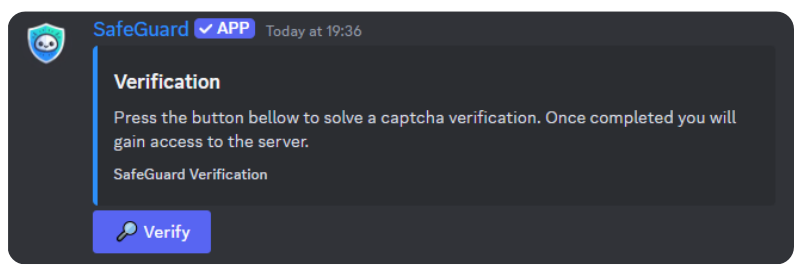 SafeGuard ✓ APP Today at 19:36
Verification
Press the button bellow to solve a captcha verification. Once completed you will
gain access to the server.
SafeGuard Verification
🔎 Verify